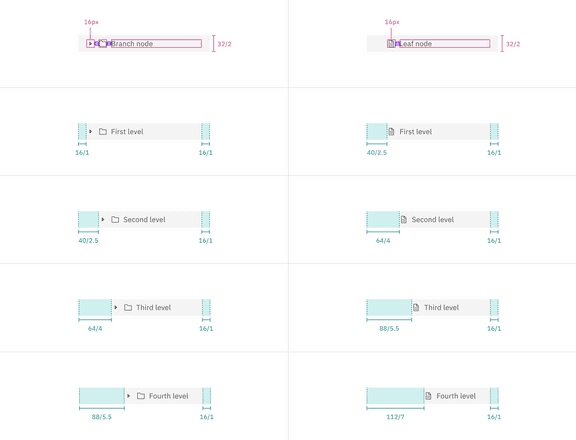 16px
Branch node
32/2
16px
Leaf node
32/2
First level
16/1
16/1
First level
40/2.5
16/1
Second level
40/2.5
16/1
Second level
64/4
16/1
Third level
64/4
16/1
Third level
88/5.5
16/1
Fourth level
88/5.5
16/1
Fourth level
112/7
16/1